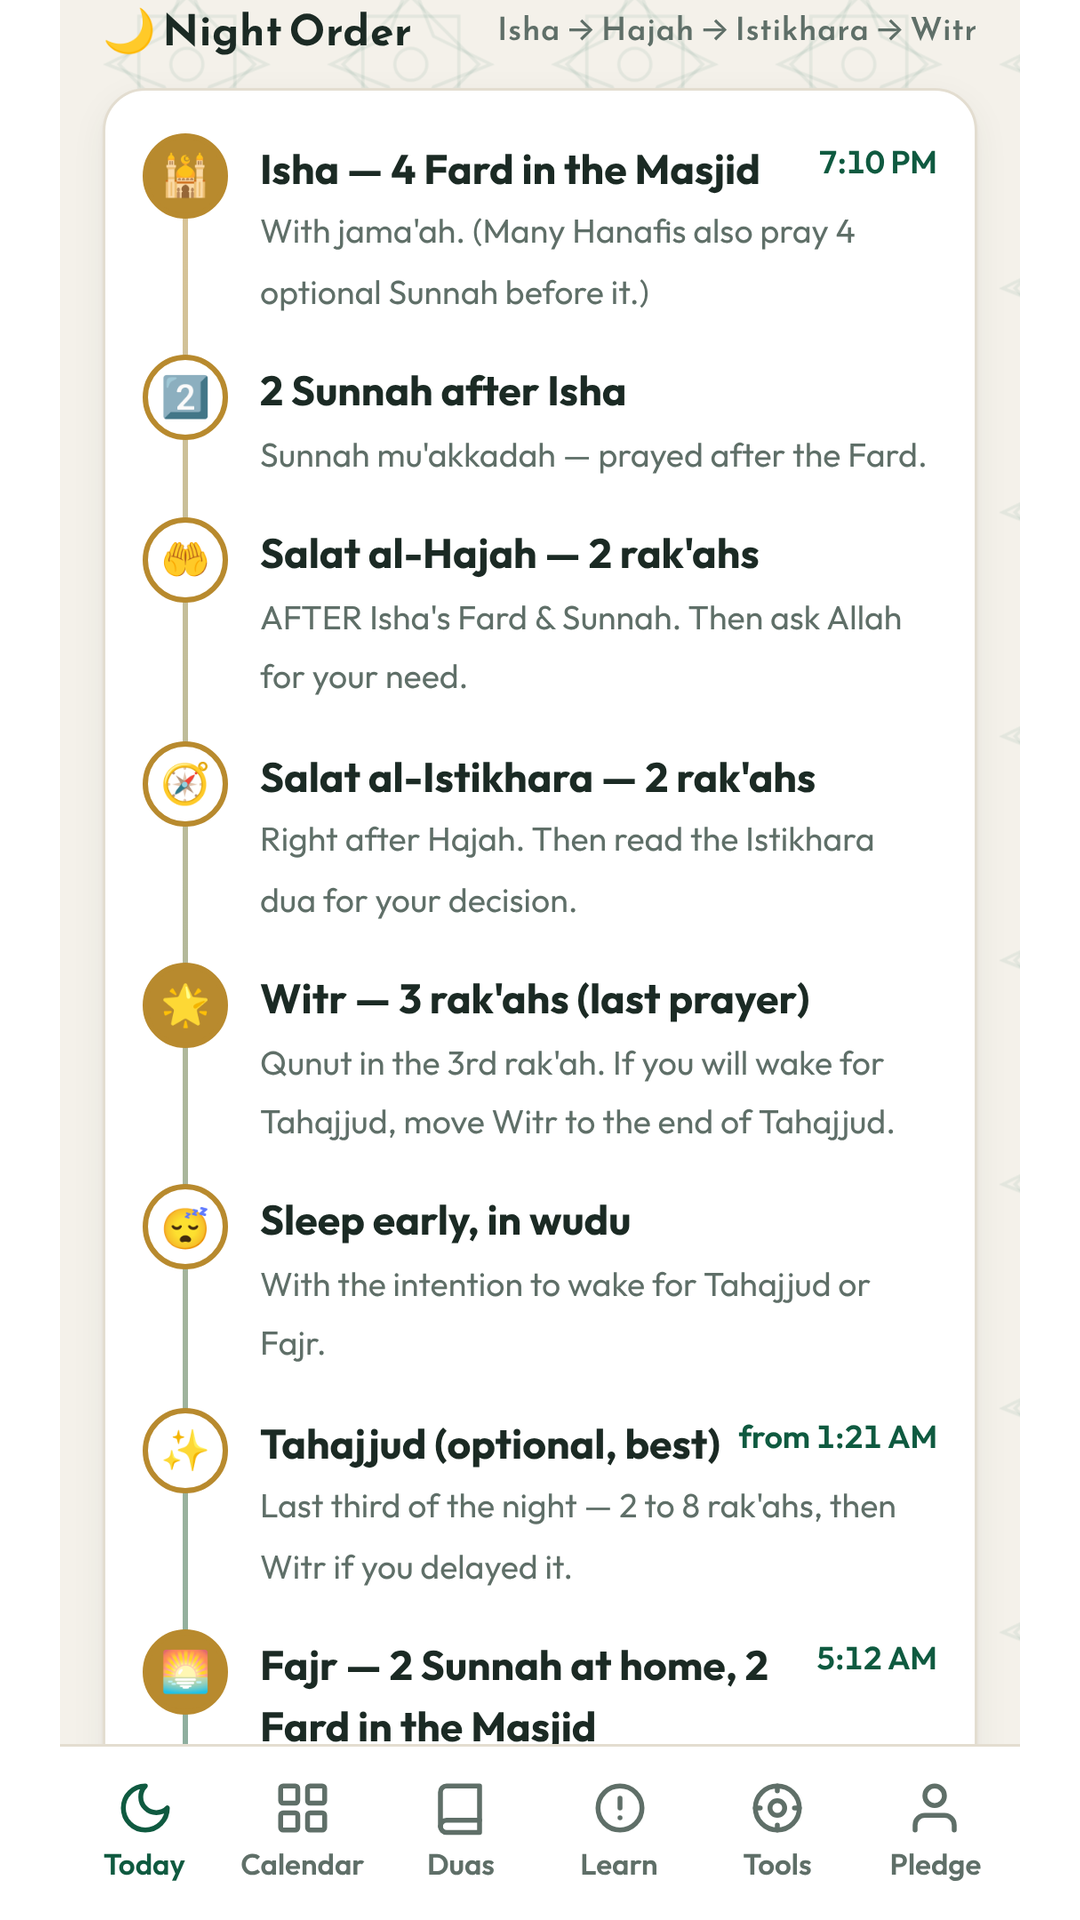 🌙 Night Order
Isha → Hajah → Istikhara → Witr
Isha — 4 Fard in the Masjid
7:10 PM
With jama'ah. (Many Hanafis also pray 4
optional Sunnah before it.)
2
2 Sunnah after Isha
Sunnah mu'akkadah — prayed after the Fard.
Salat al-Hajah — 2 rak'ahs
AFTER Isha's Fard & Sunnah. Then ask Allah
for your need.
Salat al-Istikhara — 2 rak'ahs
Right after Hajah. Then read the Istikhara
dua for your decision.
Witr — 3 rak'ahs (last prayer)
Qunut in the 3rd rak'ah. If you will wake for
Tahajjud, move Witr to the end of Tahajjud.
Sleep early, in wudu
With the intention to wake for Tahajjud or
Fajr.
Tahajjud (optional, best)
from 1:21 AM
Last third of the night — 2 to 8 rak'ahs, then
Witr if you delayed it.
Fajr — 2 Sunnah at home, 2
5:12 AM
Fard in the Masjid
Today
Calendar
Duas
Learn
Tools
Pledge